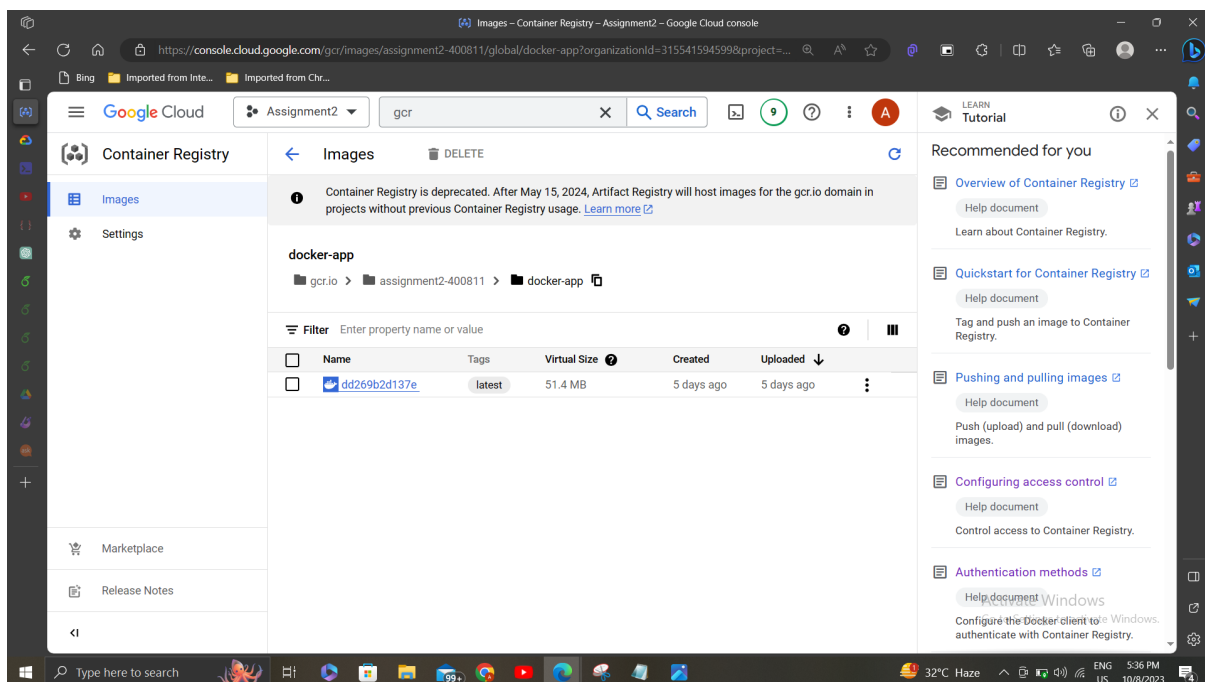 Images – Container Registry – Assignment2 – Google Cloud console
https://console.cloud.google.com/gcr/images/assignment2-400811/global/docker-app?organizationId=315541594599&project=...
Bing
Imported from Inte...
Imported from Chr...
Google Cloud
Assignment2
gcr
Search
9
A
LEARN
Tutorial
Container Registry
Images
DELETE
Recommended for you
Images
Settings
Container Registry is deprecated. After May 15, 2024, Artifact Registry will host images for the gcr.io domain in
projects without previous Container Registry usage. Learn more
docker-app
gcr.io > assignment2-400811 > docker-app
Filter Enter property name or value
Name Tags Virtual Size Created Uploaded
dd269b2d137e latest 51.4 MB 5 days ago 5 days ago
Overview of Container Registry
Help document
Learn about Container Registry.
Quickstart for Container Registry
Help document
Tag and push an image to Container
Registry.
Pushing and pulling images
Help document
Push (upload) and pull (download)
images.
Configuring access control
Help document
Control access to Container Registry.
Authentication methods
Help document
Configure the Docker client to
authenticate with Container Registry.
Activate Windows
Go to Settings to activate Windows.
Marketplace
Release Notes
Type here to search
99+
32°C Haze
ENG
US
5:36 PM
10/8/2023
4